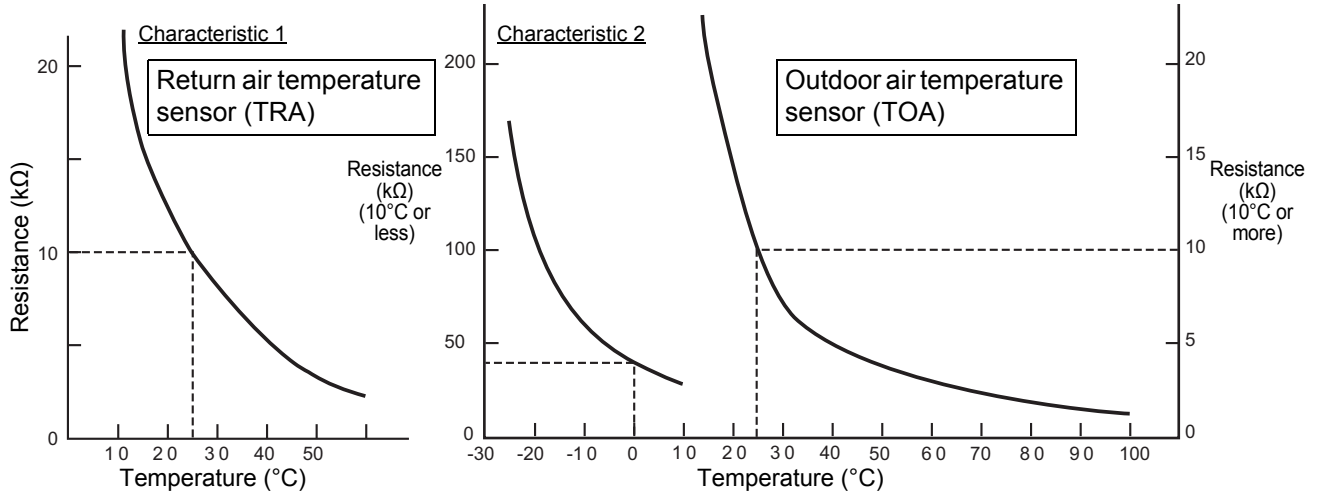 Characteristic 1
Return air temperature
sensor (TRA)
Resistance (kΩ)
20
10
0
10 20 30 40 50
Temperature (°C)
Characteristic 2
Outdoor air temperature
sensor (TOA)
Resistance
(kΩ)
(10°C or
less)
200
150
100
50
0
-30 -20 -10 0 10 20 30 40 50 60 70 80 90 100
Temperature (°C)
20
15
10
5
0
Resistance
(kΩ)
(10°C or
more)